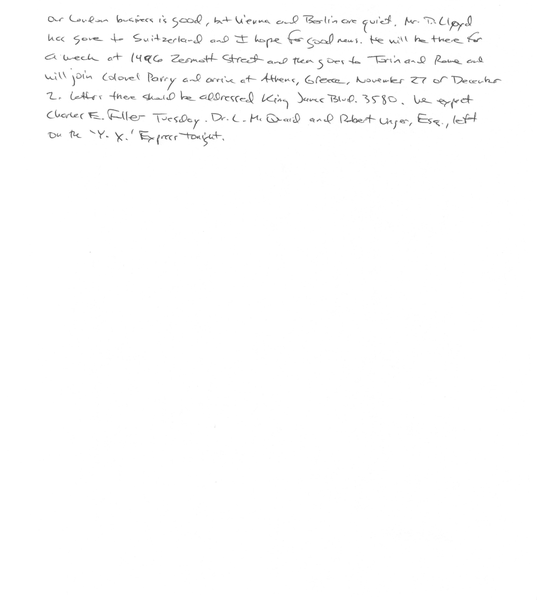 Our London business is good, but Vienna and Berlin are quiet. Mr. D. Lloyd
has gone to Switzerland and I hope for good news. He will be there for
a week at 1496 Zermott Street and then goes to Turin and Rome and
will join Colonel Parry and arrive at Athens, Greece, November 27 or December
2. Letters there should be addressed King James Blvd. 3580. We expect
Charles E. Fuller Tuesday. Dr. L. McQuaid and Robert Unger, Esq., left
on the 'Y. X.' Express tonight.